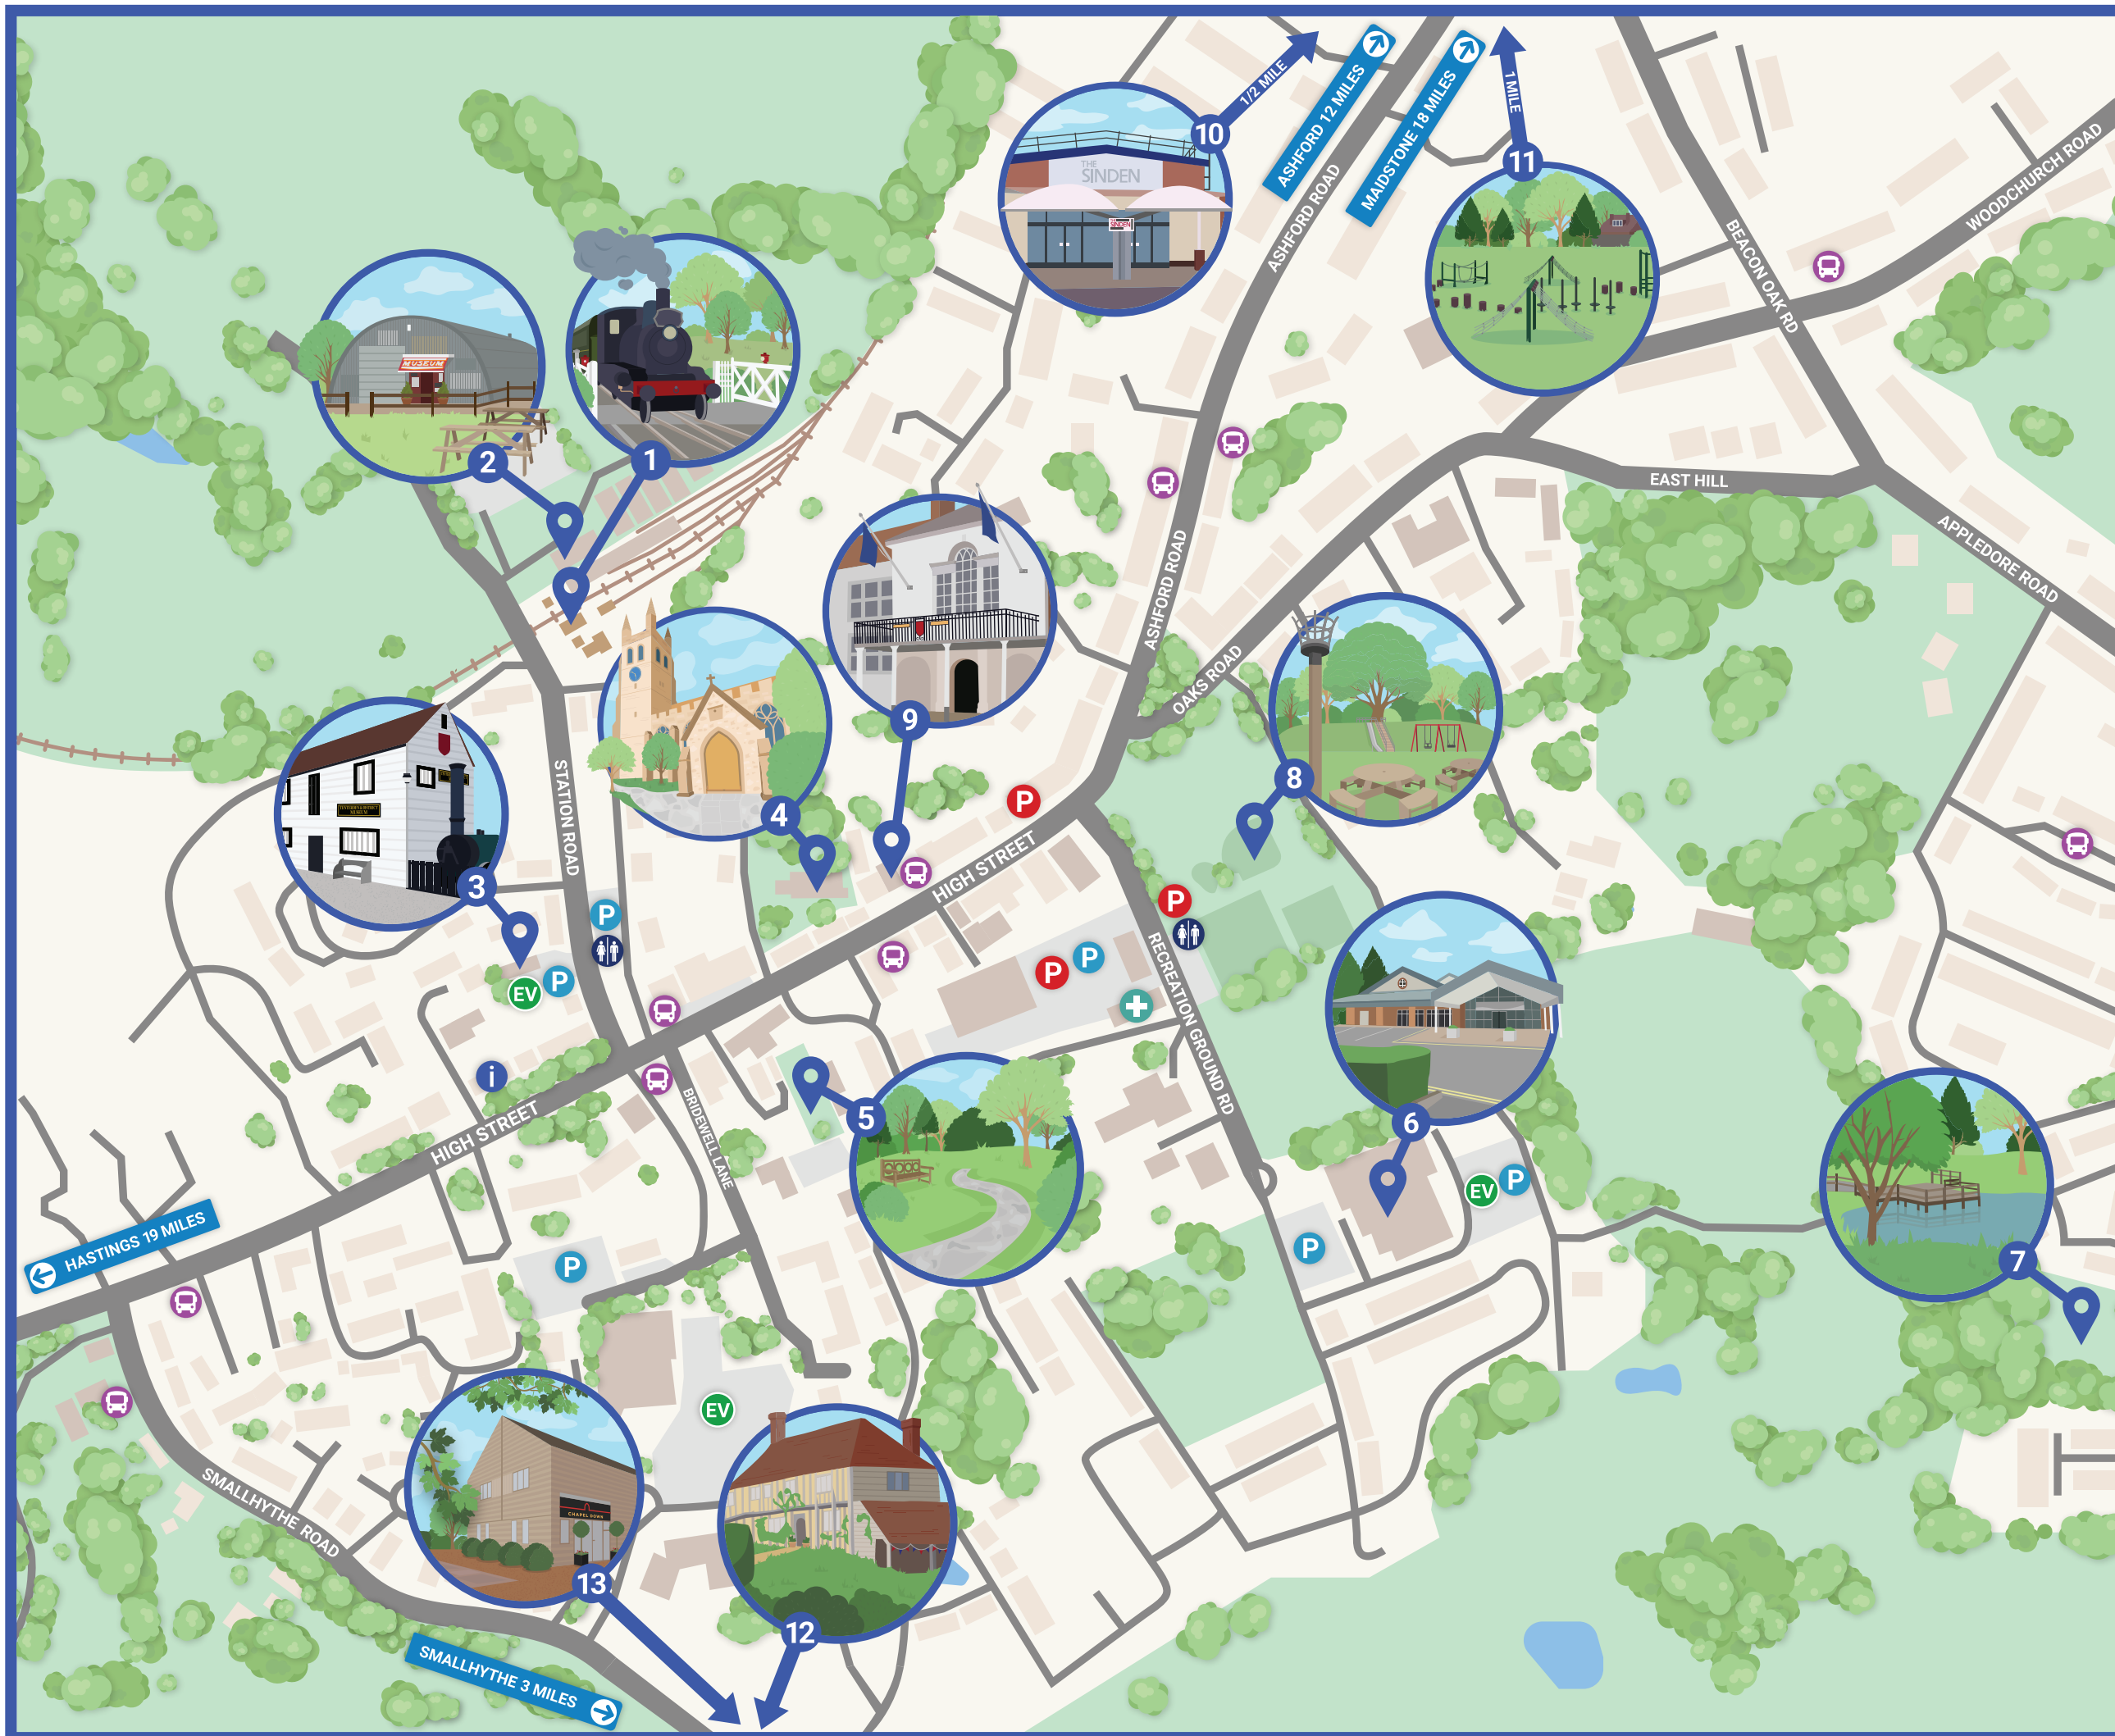 1/2 MILE
ASHFORD 12 MILES
MAIDSTONE 18 MILES
1 MILE
10
11
THE
SINDEN
SINDEN
ASHFORD ROAD
WOODCHURCH ROAD
BEACON OAK RD
MUSEUM
2
1
EAST HILL
APPLEDORE ROAD
ASHFORD ROAD
OAKS ROAD
9
8
4
3
STATION ROAD
P
P
HIGH STREET
P
P
P
P
RECREATION GROUND RD
EV
P
i
HIGH STREET
BRIDEWELL LANE
5
6
EV
P
P
7
HASTINGS 19 MILES
P
EV
SMALLHYTHE ROAD
CHAPEL DOWN
13
12
SMALLHYTHE 3 MILES